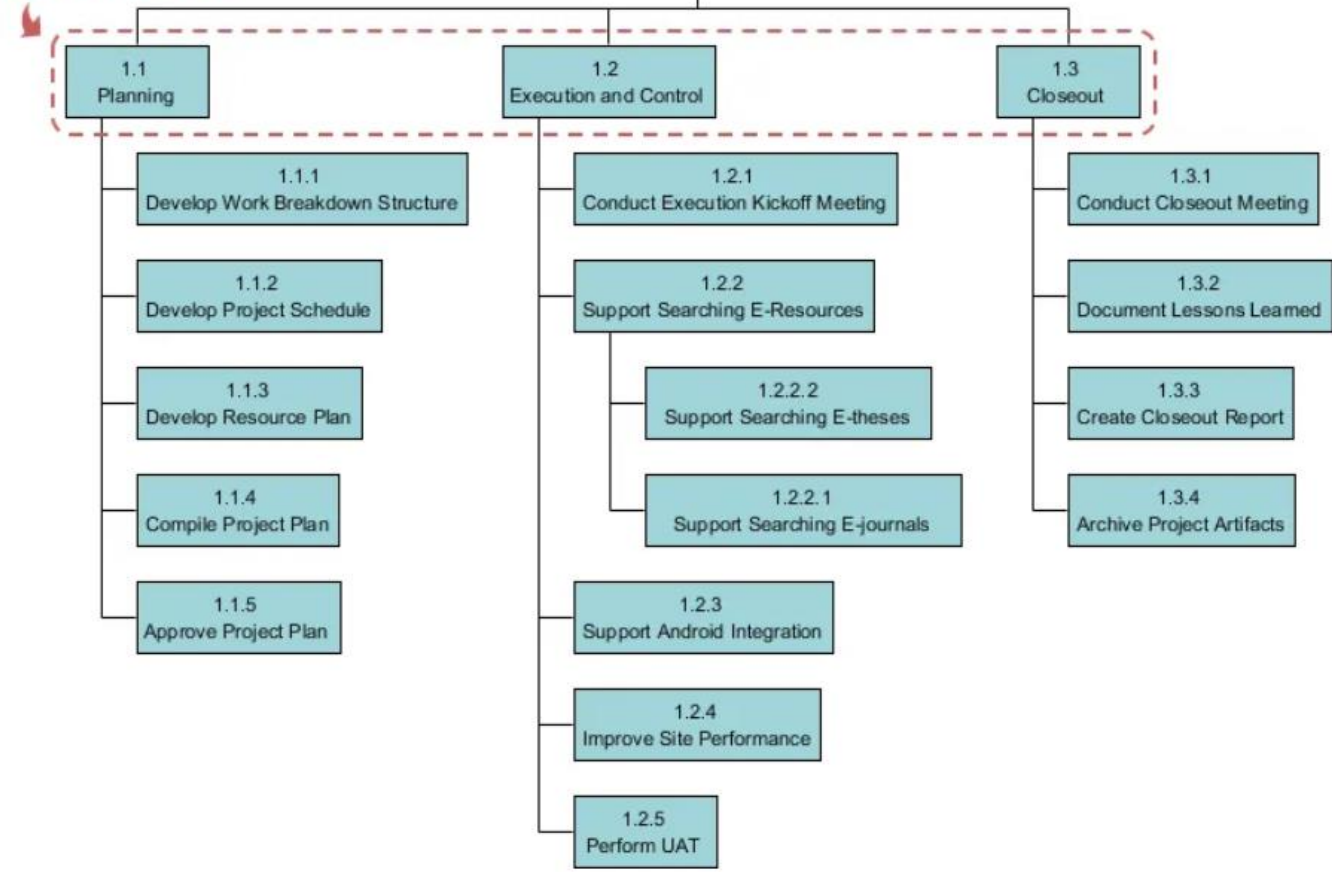 1.1
Planning
1.2
Execution and Control
1.3
Closeout
1.1.1
Develop Work Breakdown Structure
1.1.2
Develop Project Schedule
1.1.3
Develop Resource Plan
1.1.4
Compile Project Plan
1.1.5
Approve Project Plan
1.2.1
Conduct Execution Kickoff Meeting
1.2.2
Support Searching E-Resources
1.2.2.2
Support Searching E-theses
1.2.2.1
Support Searching E-journals
1.2.3
Support Android Integration
1.2.4
Improve Site Performance
1.2.5
Perform UAT
1.3.1
Conduct Closeout Meeting
1.3.2
Document Lessons Learned
1.3.3
Create Closeout Report
1.3.4
Archive Project Artifacts